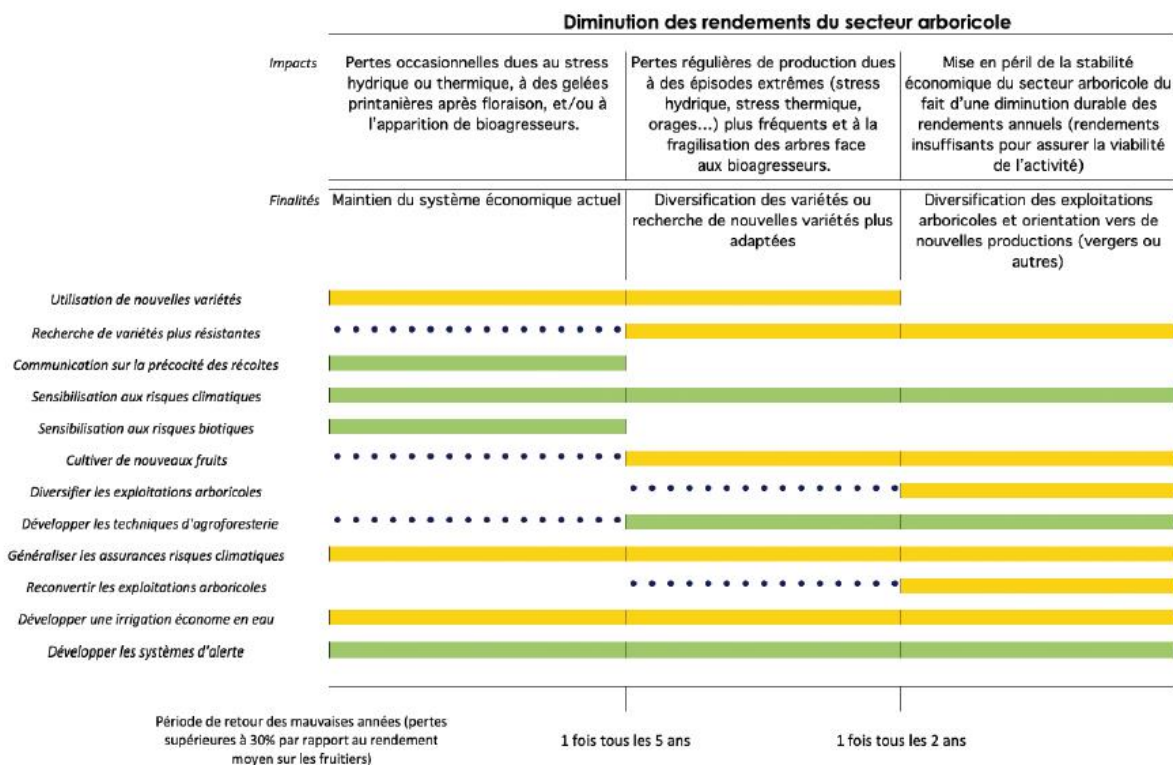 Diminution des rendements du secteur arboricole
Impacts
Pertes occasionnelles dues au stress
hydrique ou thermique, à des gelées
printanières après floraison, et/ou à
l'apparition de bioagresseurs.
Pertes régulières de production dues
à des épisodes extrêmes (stress
hydrique, stress thermique,
orages...) plus fréquents et à la
fragilisation des arbres face
aux bioagresseurs.
Mise en péril de la stabilité
économique du secteur arboricole du
fait d'une diminution durable des
rendements annuels (rendements
insuffisants pour assurer la viabilité
de l'activité)
Finalités
Maintien du système économique actuel
Diversification des variétés ou
recherche de nouvelles variétés plus
adaptées
Diversification des exploitations
arboricoles et orientation vers de
nouvelles productions (vergers ou
autres)
Utilisation de nouvelles variétés
Recherche de variétés plus résistantes
Communication sur la précocité des récoltes
Sensibilisation aux risques climatiques
Sensibilisation aux risques biotiques
Cultiver de nouveaux fruits
Diversifier les exploitations arboricoles
Développer les techniques d'agroforesterie
Généraliser les assurances risques climatiques
Reconvertir les exploitations arboricoles
Développer une irrigation économe en eau
Développer les systèmes d'alerte
Période de retour des mauvaises années (pertes
supérieures à 30% par rapport au rendement
moyen sur les fruitiers)
1 fois tous les 5 ans
1 fois tous les 2 ans